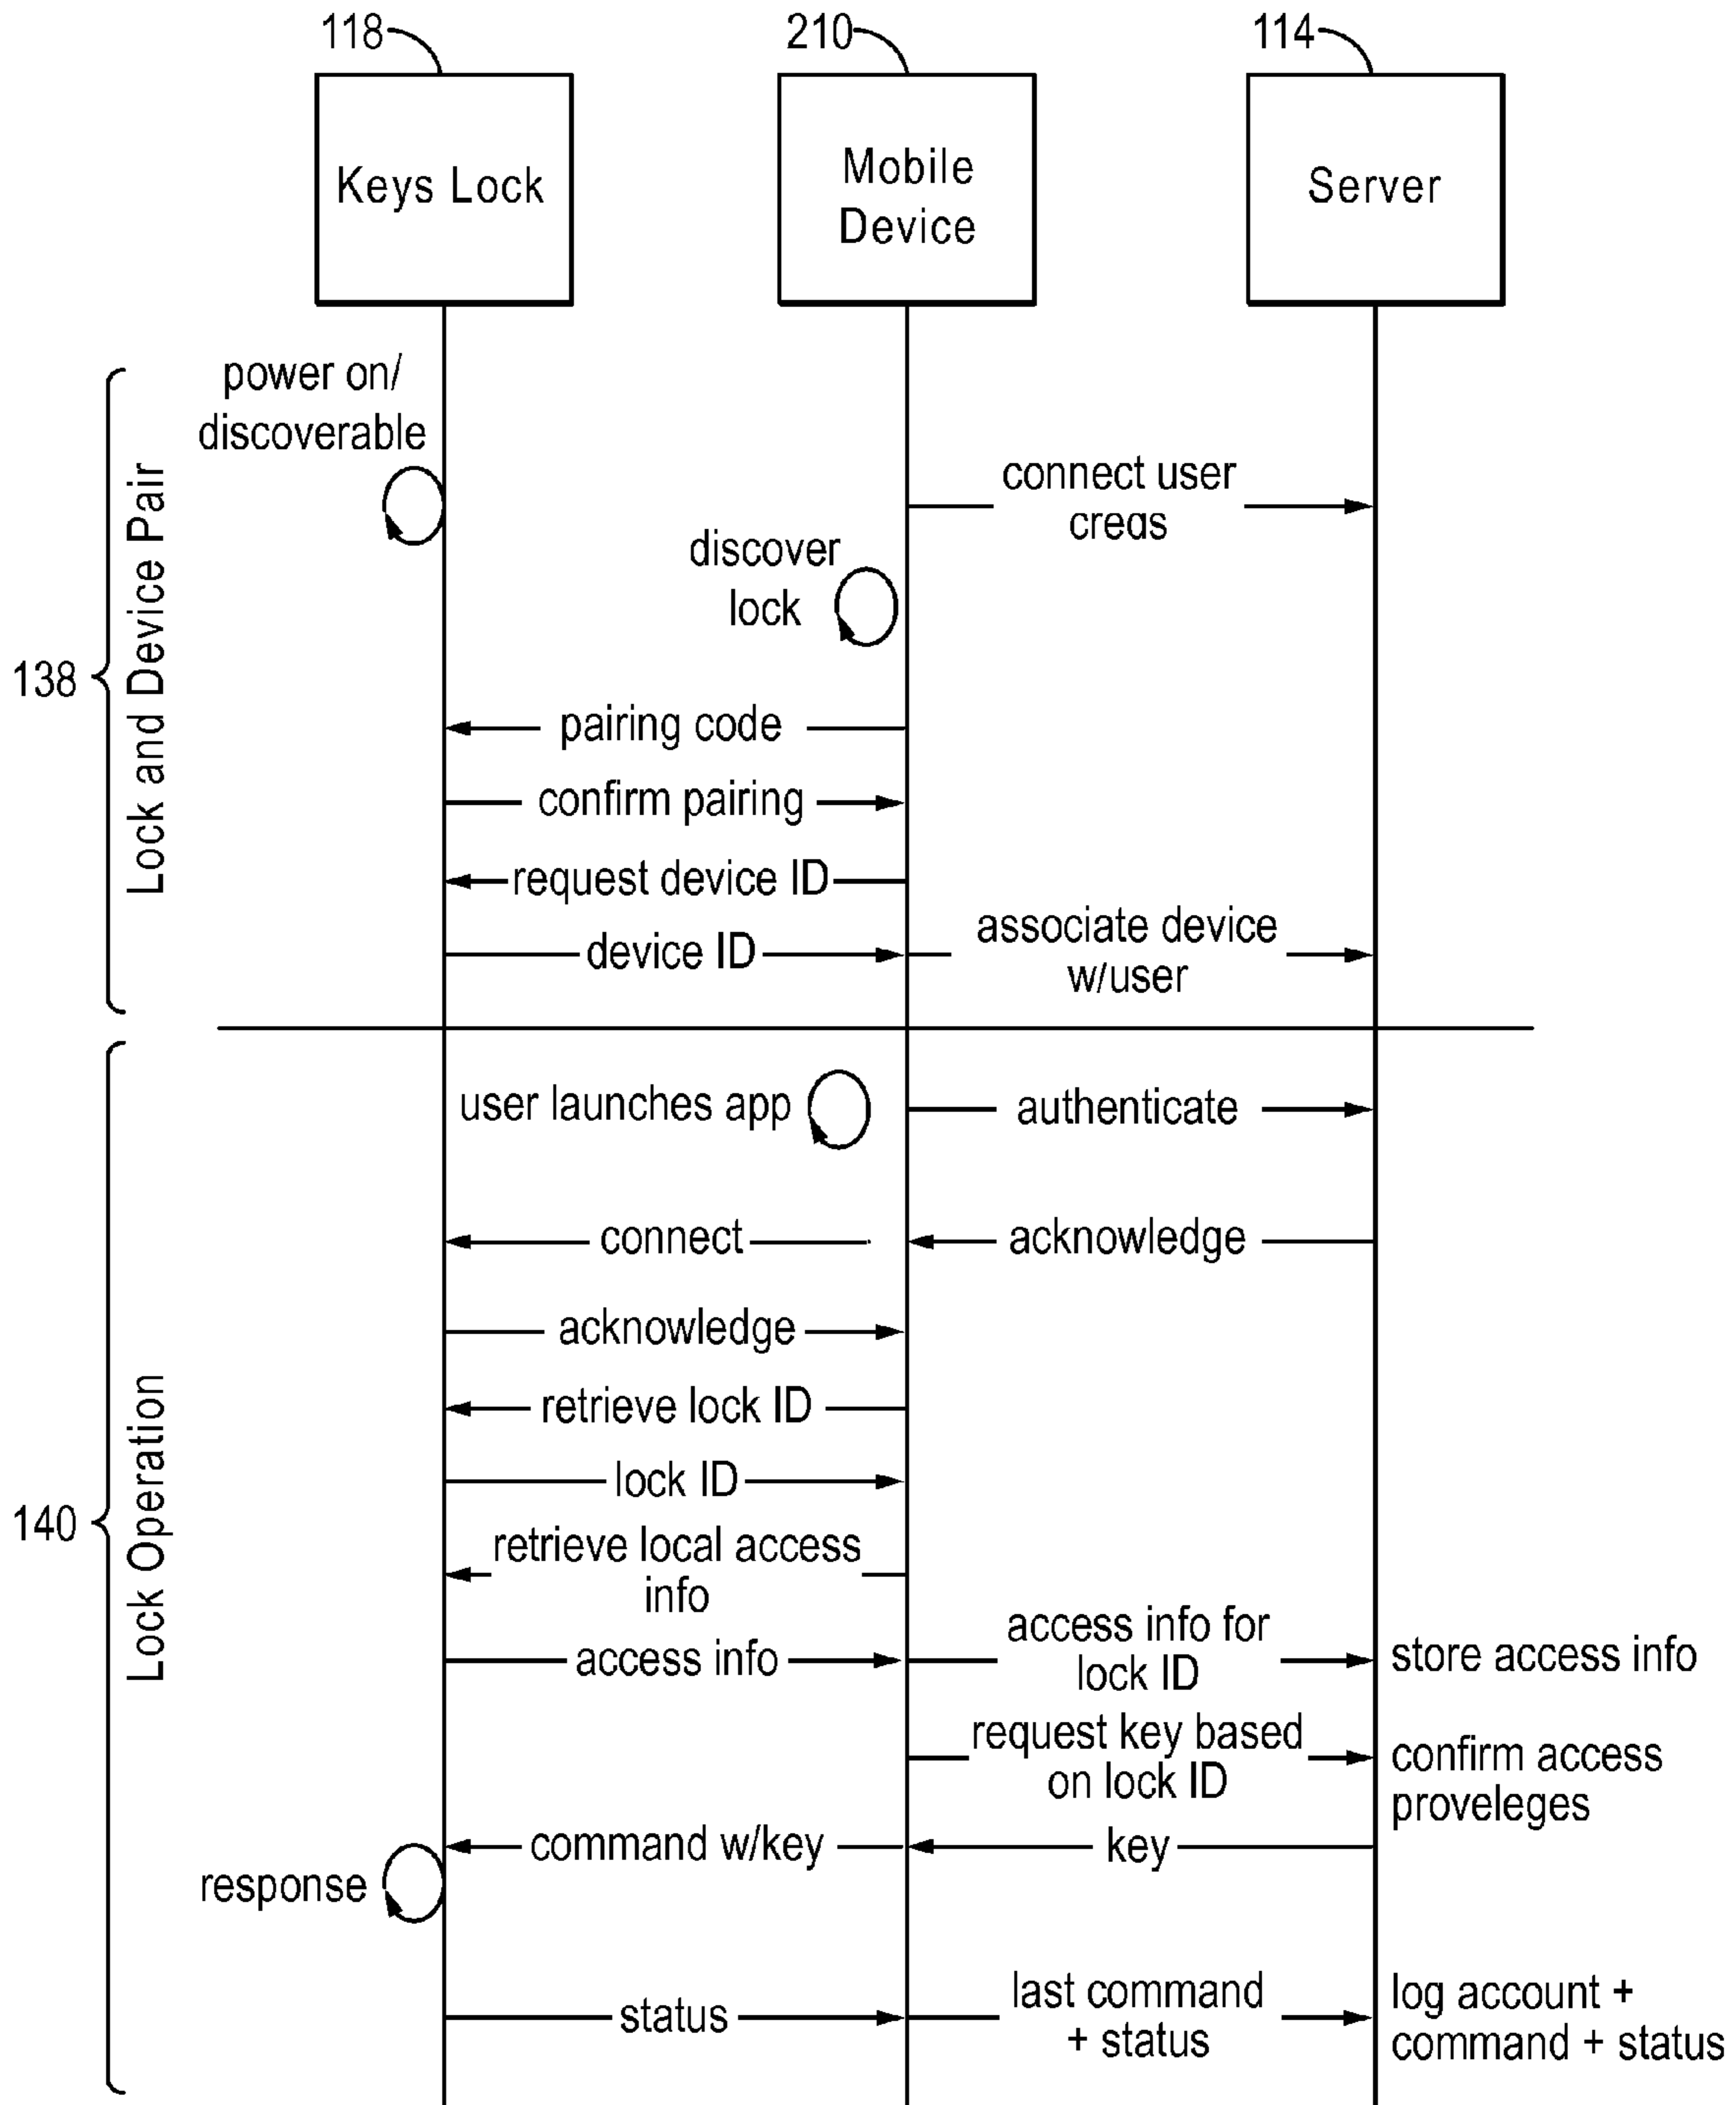 118
210
114
Keys Lock
Mobile
Device
Server
power on/
discoverable
connect user
creds
discover
lock
138
Lock and Device Pair
pairing code
confirm pairing
request device ID
device ID
associate device
w/user
user launches app
authenticate
connect
acknowledge
acknowledge
retrieve lock ID
lock ID
140
Lock Operation
retrieve local access
info
access info
access info for
lock ID
store access info
request key based
on lock ID
confirm access
proveleges
command w/key
key
response
status
last command
+ status
log account +
command + status